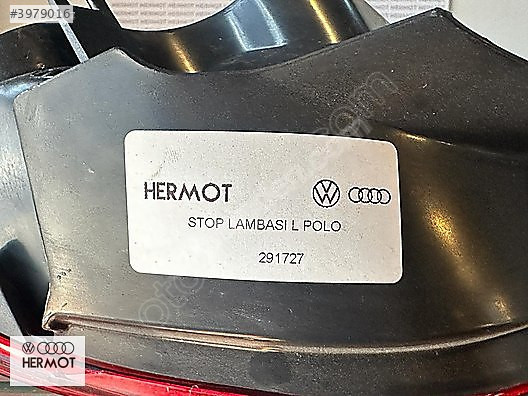 #3979016
HERMOT
STOP LAMBASI L POLO
291727
HERMOT